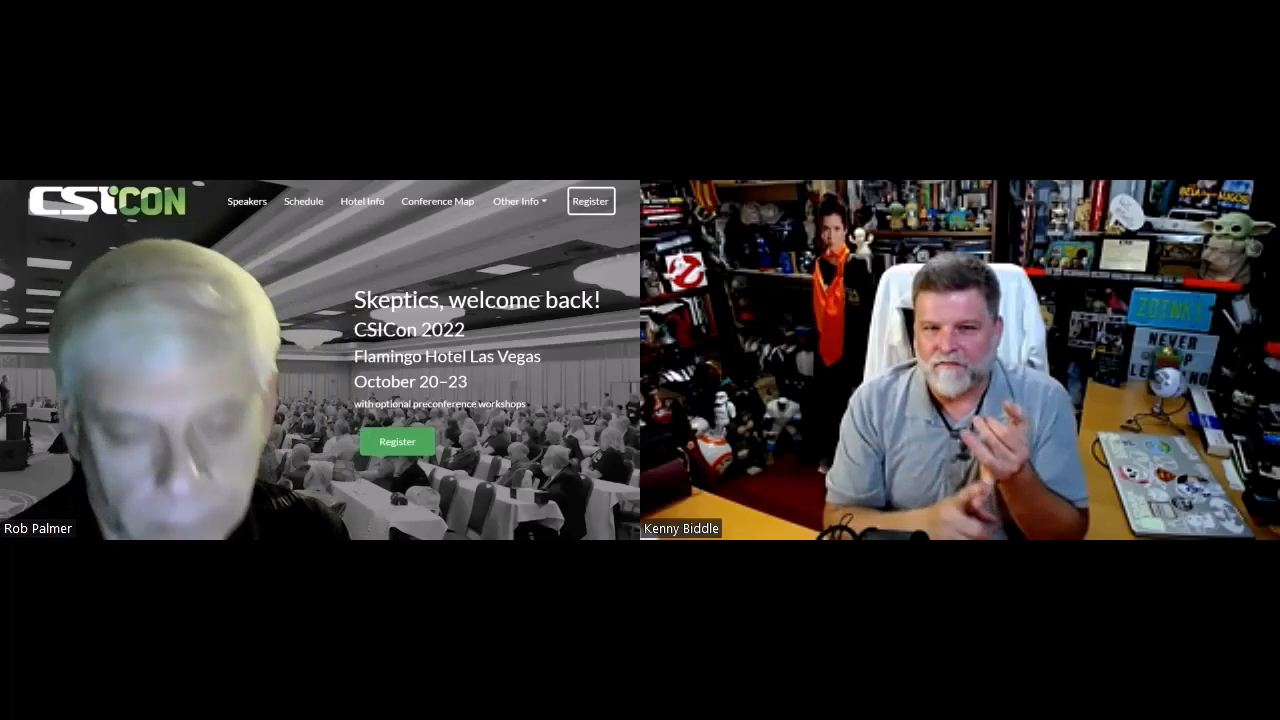 CSICON
Speakers Schedule Hotel Info Conference Map Other Info Register
Skeptics, welcome back!
CSICon 2022
Flamingo Hotel Las Vegas
October 20–23
with optional preconference workshops
Register
Rob Palmer
ZOINKS
NEVER
STOP
LEARNING
Kenny Biddle